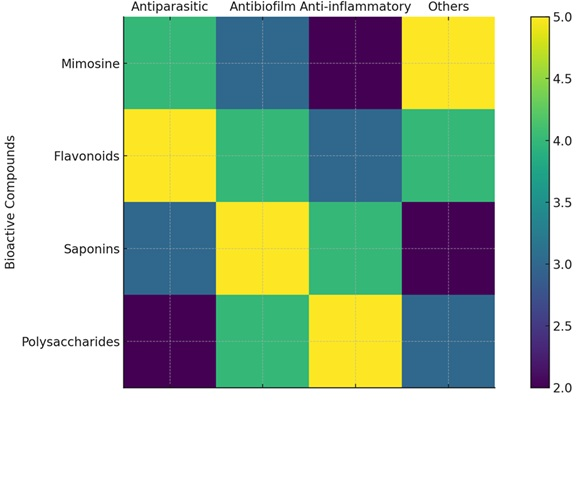 Antiparasitic Antibiofilm Anti-inflammatory Others
Bioactive Compounds
Mimosine
Flavonoids
Saponins
Polysaccharides
5.0
4.5
4.0
3.5
3.0
2.5
2.0